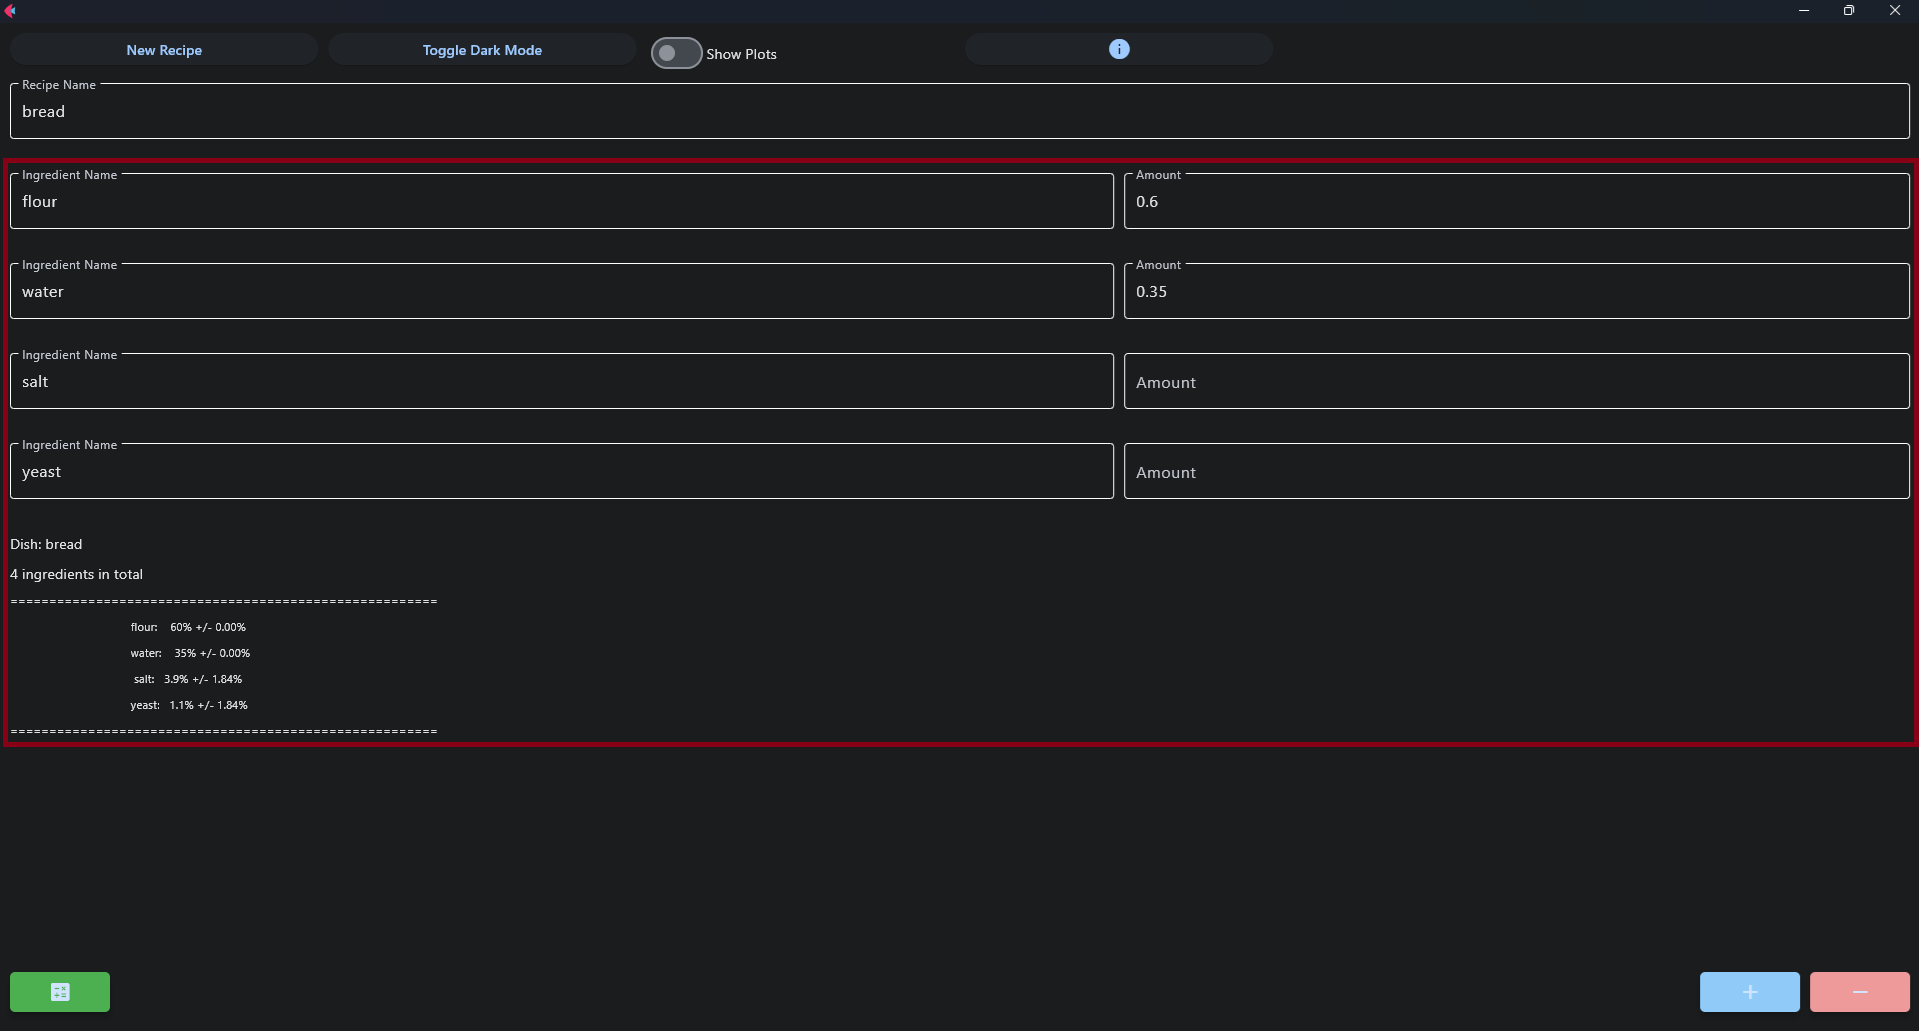 New Recipe Toggle Dark Mode Show Plots i
Recipe Name
bread
Ingredient Name Amount
flour 0.6
Ingredient Name Amount
water 0.35
Ingredient Name
salt Amount
Ingredient Name
yeast Amount
Dish: bread
4 ingredients in total
=======================================================
flour: 60% +/- 0.00%
water: 35% +/- 0.00%
salt: 3.9% +/- 1.84%
yeast: 1.1% +/- 1.84%
=======================================================